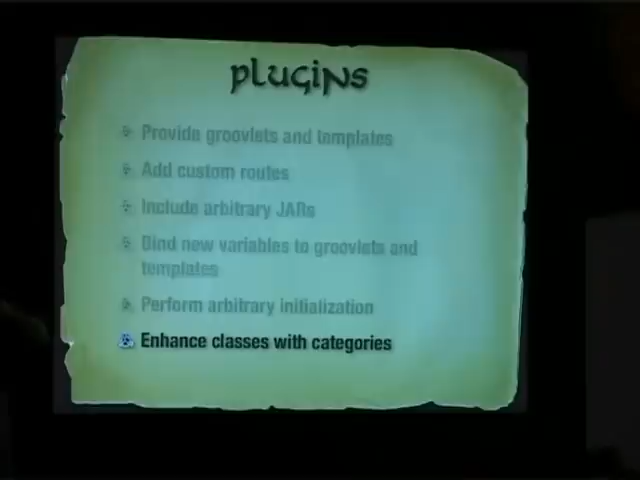 plugins
Provide groovlets and templates
Add custom routes
Include arbitrary JARs
Bind new variables to groovlets and
templates
Perform arbitrary initialization
Enhance classes with categories